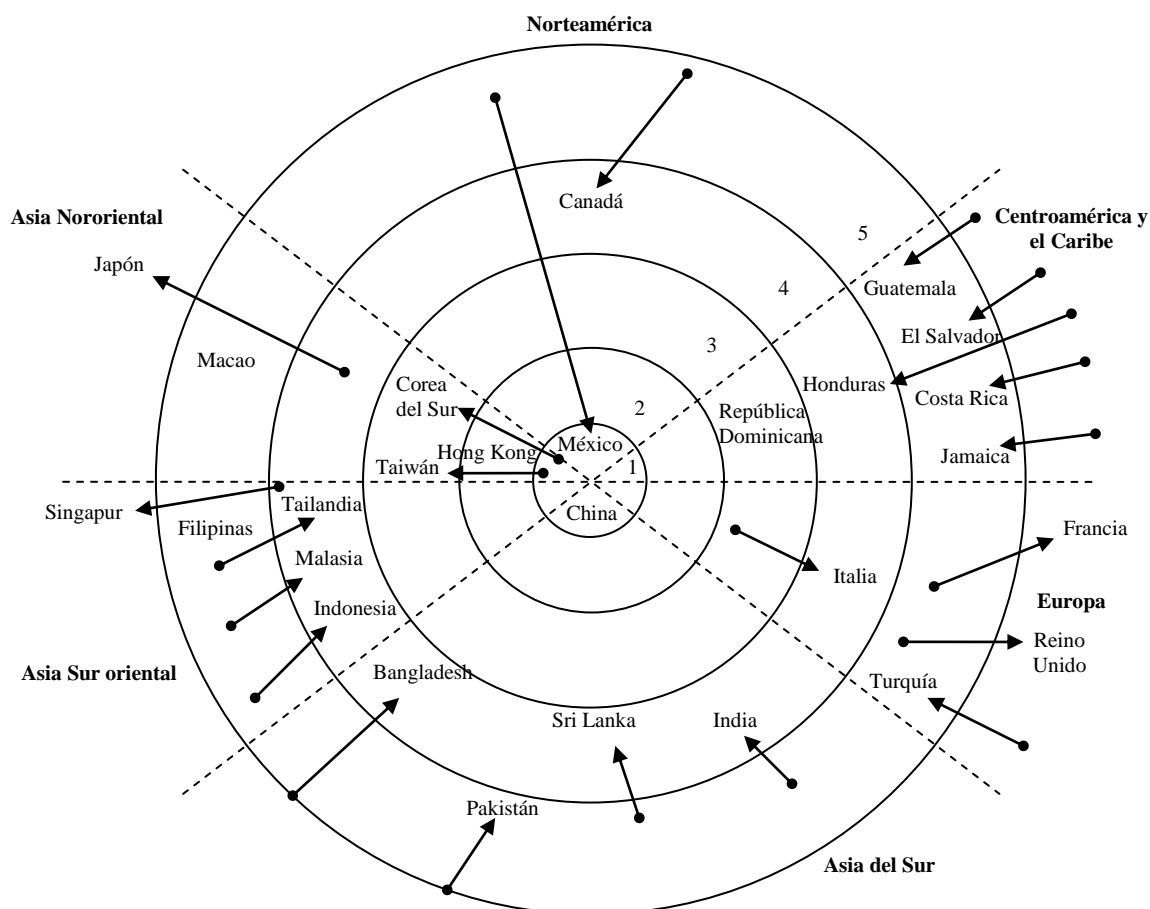 Norteamérica
Canadá
Asia Nororiental
Centroamérica y
el Caribe
5
Japón
4
Guatemala
El Salvador
3
Macao
Corea
del Sur
Honduras
Costa Rica
2
República
Dominicana
México
Hong Kong
Taiwán
1
Jamaica
Singapur
Tailandia
China
Filipinas
Francia
Malasia
Italia
Indonesia
Europa
Reino
Unido
Asia Sur oriental
Bangladesh
Turquía
Sri Lanka
India
Pakistán
Asia del Sur